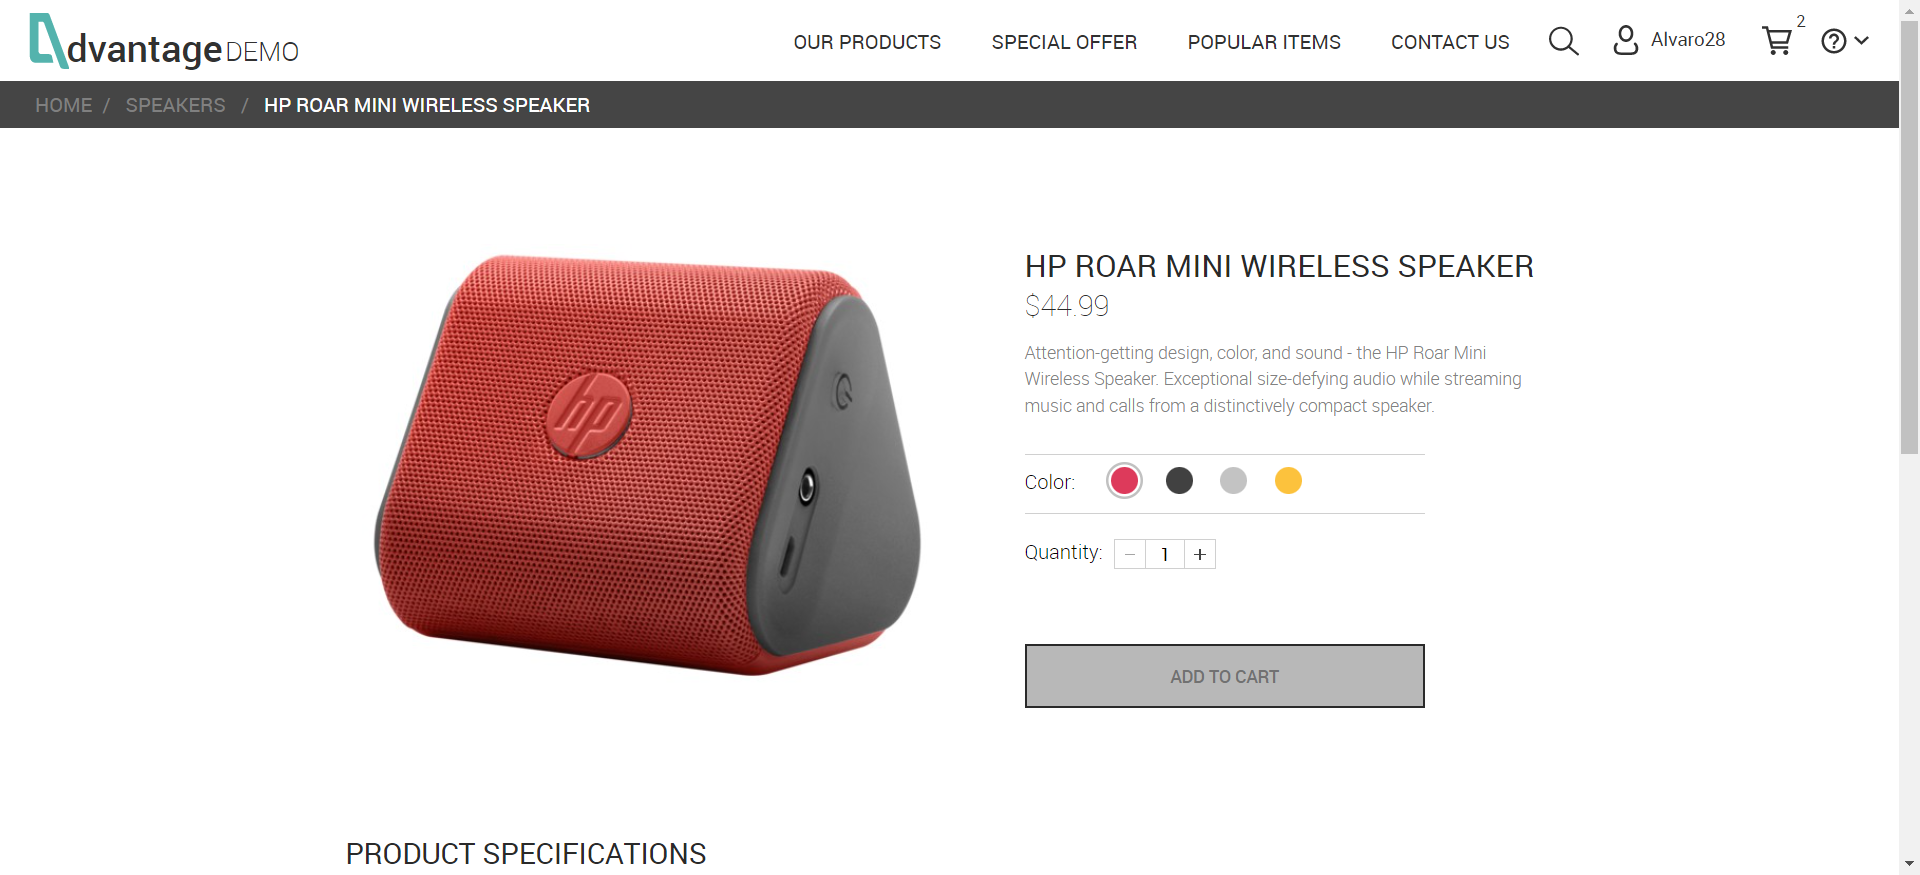 dvantage DEMO
OUR PRODUCTS
SPECIAL OFFER
POPULAR ITEMS
CONTACT US
Alvaro28
2
HOME / SPEAKERS / HP ROAR MINI WIRELESS SPEAKER
hp
HP ROAR MINI WIRELESS SPEAKER
$44.99
Attention-getting design, color, and sound - the HP Roar Mini
Wireless Speaker. Exceptional size-defying audio while streaming
music and calls from a distinctively compact speaker.
Color:
Quantity: − 1 +
ADD TO CART
PRODUCT SPECIFICATIONS